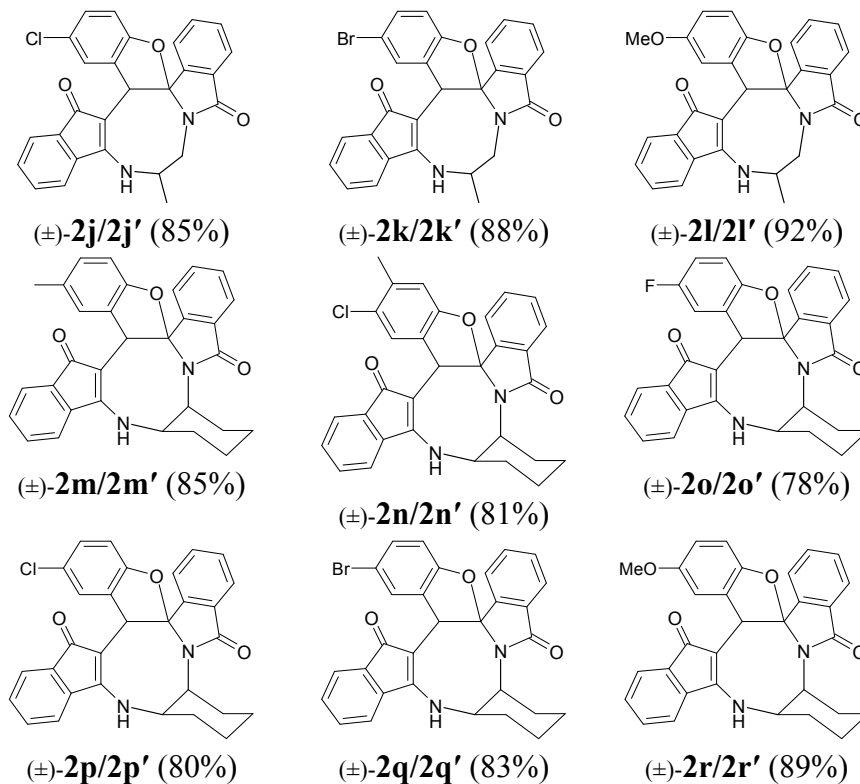 Cl O O N O N H
Br O O N O N H
MeO O O N O N H
(±)-2j/2j′ (85%) (±)-2k/2k′ (88%) (±)-2l/2l′ (92%)
O O N O N H
Cl O O N O N H
F O O N O N H
(±)-2m/2m′ (85%) (±)-2n/2n′ (81%) (±)-2o/2o′ (78%)
Cl O O N O N H
Br O O N O N H
MeO O O N O N H
(±)-2p/2p′ (80%) (±)-2q/2q′ (83%) (±)-2r/2r′ (89%)